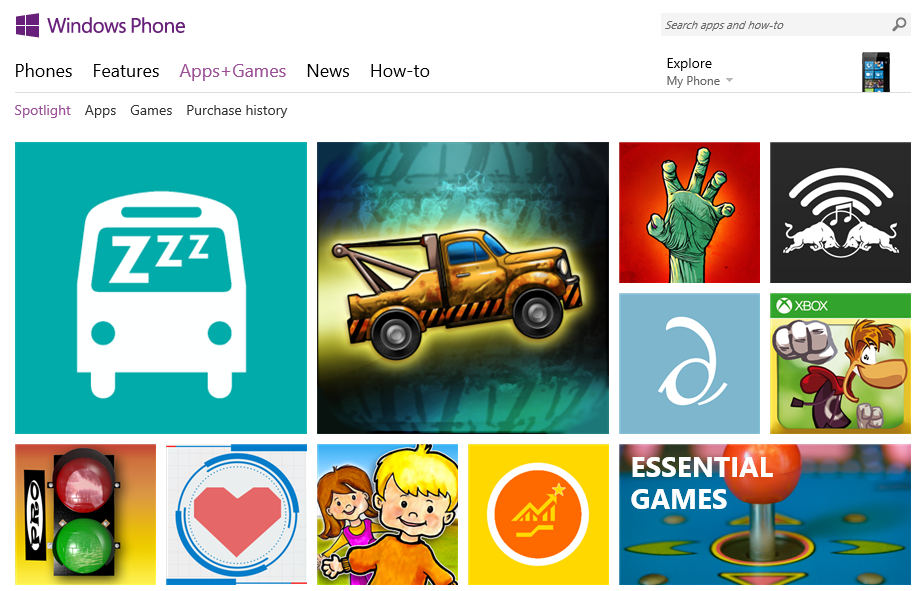 Windows Phone
Search apps and how-to
Phones Features Apps+Games News How-to
Explore
My Phone
Spotlight Apps Games Purchase history
ZZZ
XBOX
ESSENTIAL
GAMES